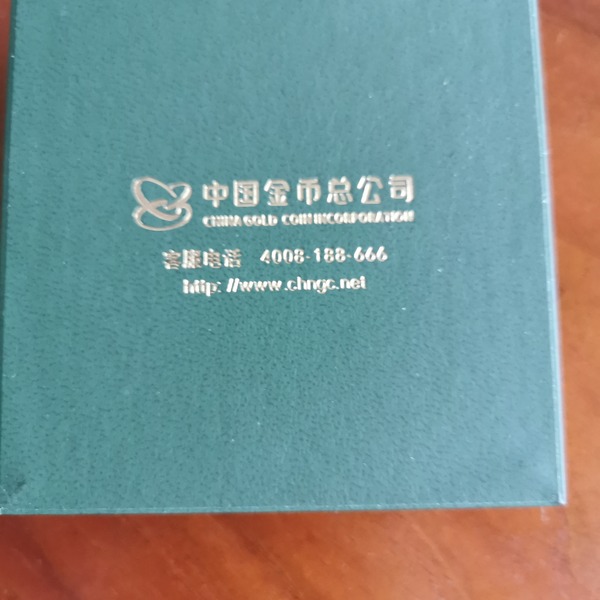 中国金币总公司
CHINA GOLD COIN INCORPORATION
客服电话 4008-188-666
http: //www.chngc.net